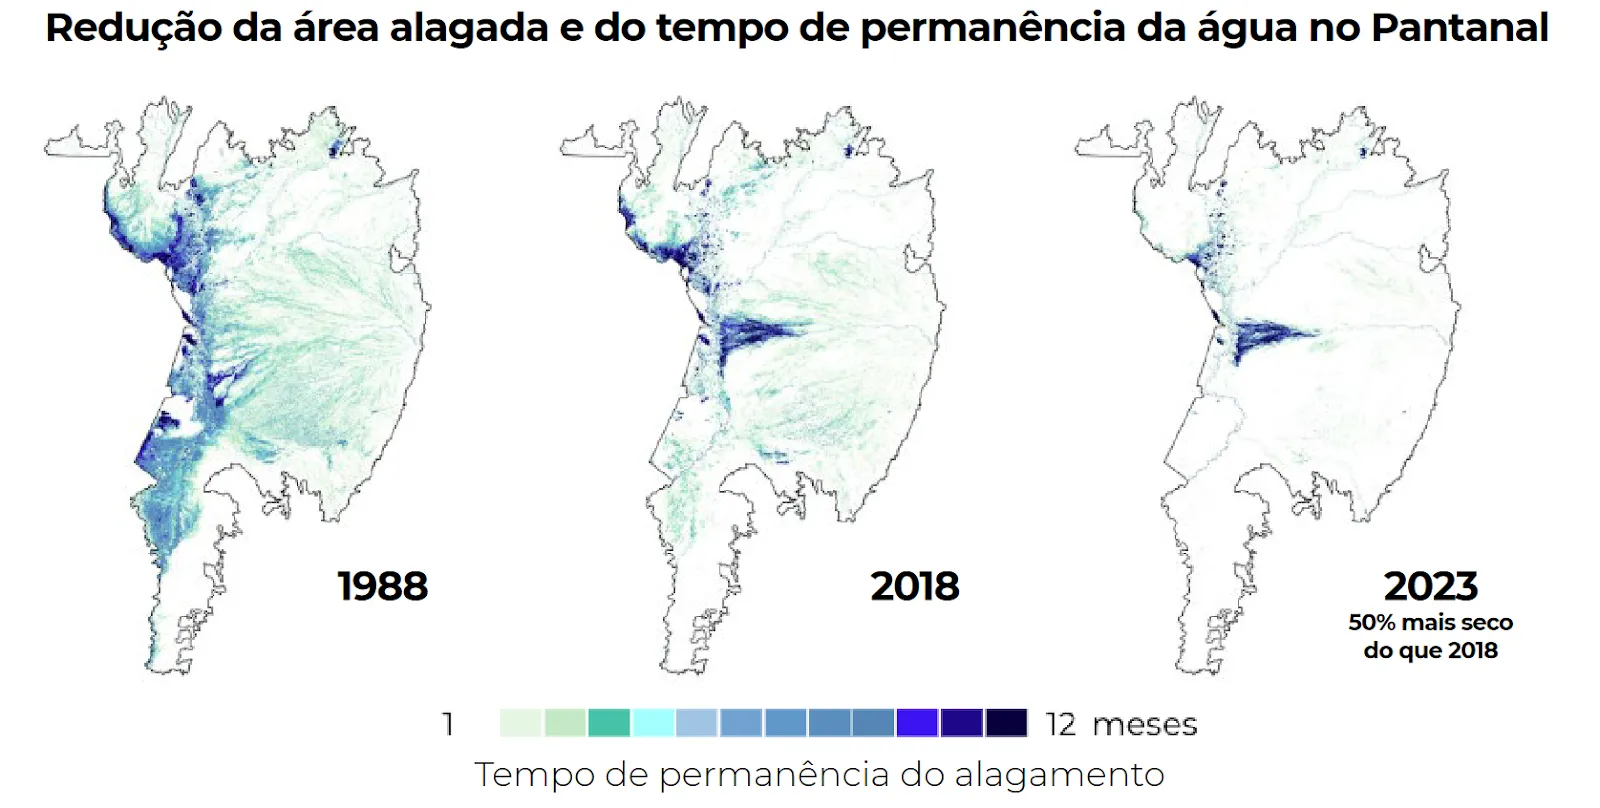 Redução da área alagada e do tempo de permanência da água no Pantanal
1988
2018
2023
50% mais seco
do que 2018
1
12 meses
Tempo de permanência do alagamento